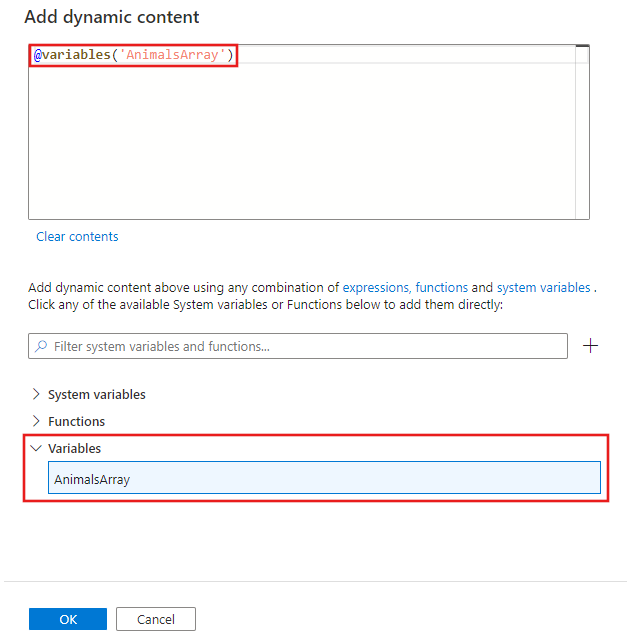 Add dynamic content
@variables('AnimalsArray')
Clear contents
Add dynamic content above using any combination of expressions, functions and system variables .
Click any of the available System variables or Functions below to add them directly:
Filter system variables and functions...
System variables
Functions
Variables
AnimalsArray
OK
Cancel